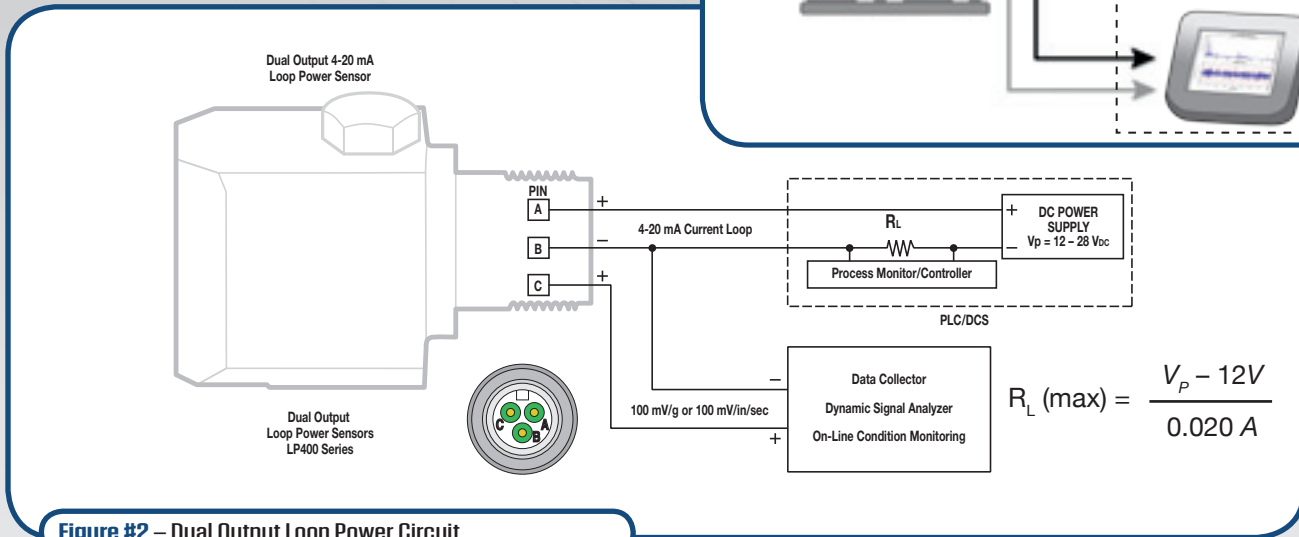 Dual Output 4-20 mA
Loop Power Sensor
PIN
A
+
B
−
C
+
4-20 mA Current Loop
RL
+
−
DC POWER
SUPPLY
Vp = 12 – 28 VDC
Process Monitor/Controller
PLC/DCS
−
100 mV/g or 100 mV/in/sec
+
Data Collector
Dynamic Signal Analyzer
On-Line Condition Monitoring
RL (max) = VP – 12V
0.020 A
C A
B
Dual Output
Loop Power Sensors
LP400 Series
Figure #2 – Dual Output Loop Power Circuit